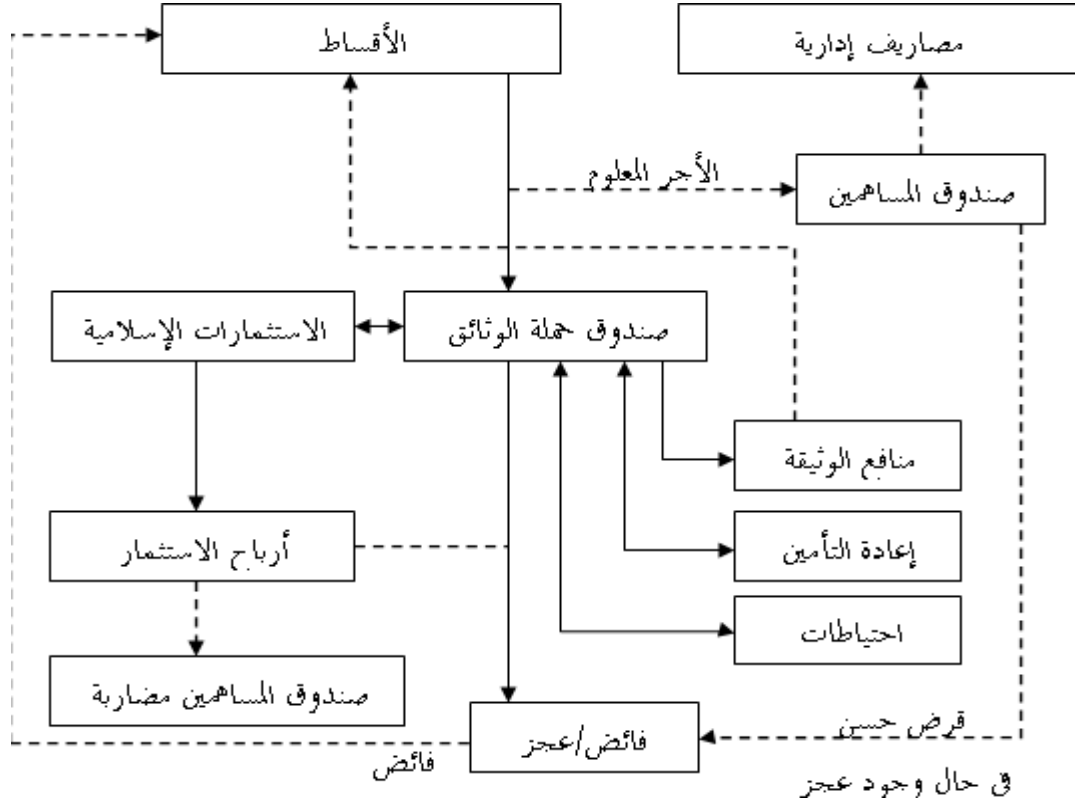 الأقساط
مصاريف إدارية
الأجر المعلوم
صندوق المساهمين
صندوق حملة الوثائق
الاستثمارات الإسلامية
منافع الوثيقة
أرباح الاستثمار
إعادة التأمين
احتياطات
صندوق المساهمين مضاربة
فائض/عجز
قرض حسن
فائض
في حال وجود عجز